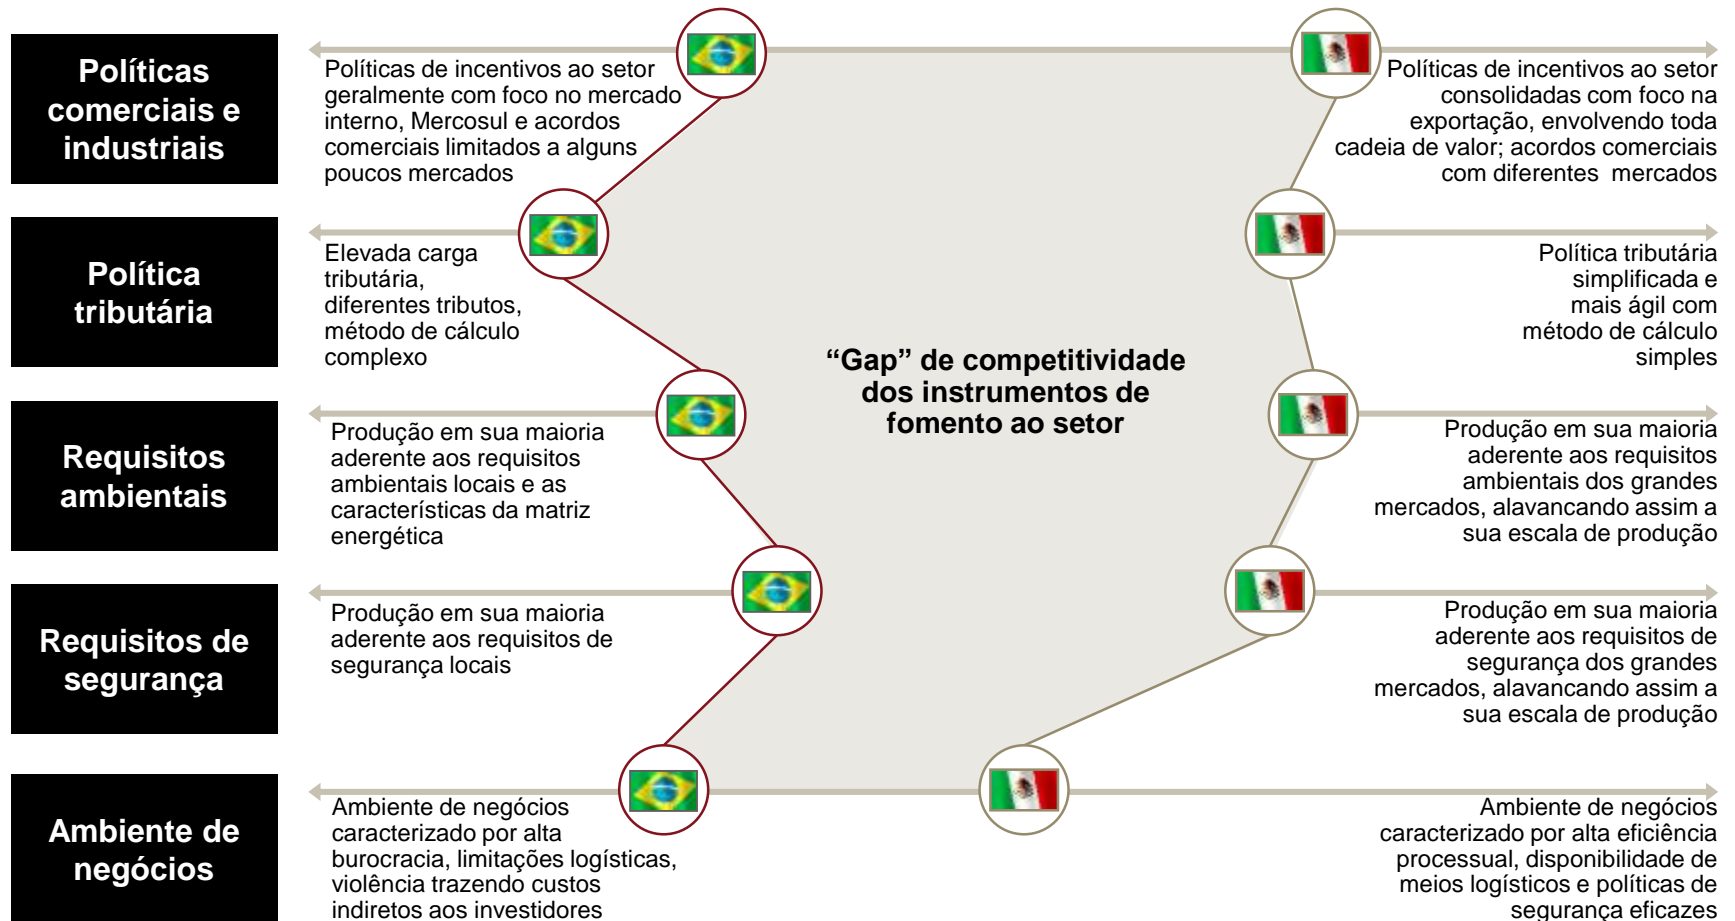 Políticas
comerciais e
industriais
Políticas de incentivos ao setor
geralmente com foco no mercado
interno, Mercosul e acordos
comerciais limitados a alguns
poucos mercados
Políticas de incentivos ao setor
consolidadas com foco na
exportação, envolvendo toda
cadeia de valor; acordos comerciais
com diferentes mercados
Política
tributária
Elevada carga
tributária,
diferentes tributos,
método de cálculo
complexo
Política tributária
simplificada e
mais ágil com
método de cálculo
simples
“Gap” de competitividade
dos instrumentos de
fomento ao setor
Requisitos
ambientais
Produção em sua maioria
aderente aos requisitos
ambientais locais e as
características da matriz
energética
Produção em sua maioria
aderente aos requisitos
ambientais dos grandes
mercados, alavancando assim a
sua escala de produção
Requisitos de
segurança
Produção em sua maioria
aderente aos requisitos de
segurança locais
Produção em sua maioria
aderente aos requisitos de
segurança dos grandes
mercados, alavancando assim a
sua escala de produção
Ambiente de
negócios
Ambiente de negócios
caracterizado por alta
burocracia, limitações logísticas,
violência trazendo custos
indiretos aos investidores
Ambiente de negócios
caracterizado por alta eficiência
processual, disponibilidade de
meios logísticos e políticas de
segurança eficazes